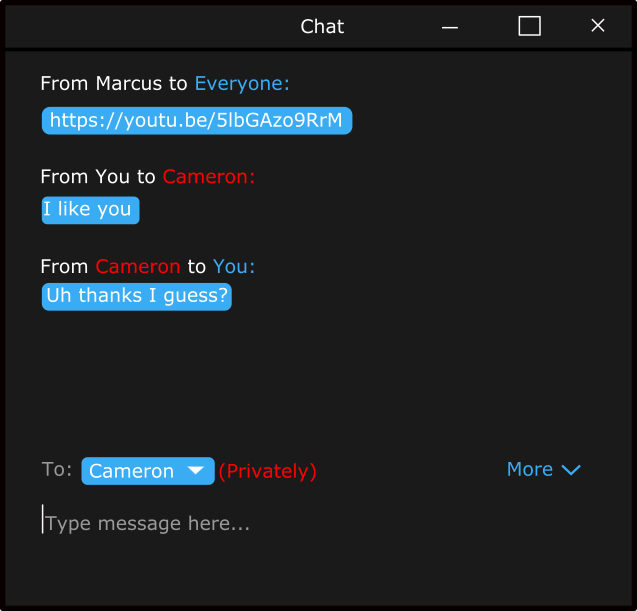 Chat
From Marcus to Everyone:
https://youtu.be/5lbGAzo9RrM
From You to Cameron:
I like you
From Cameron to You:
Uh thanks I guess?
To: Cameron (Privately) More
Type message here...